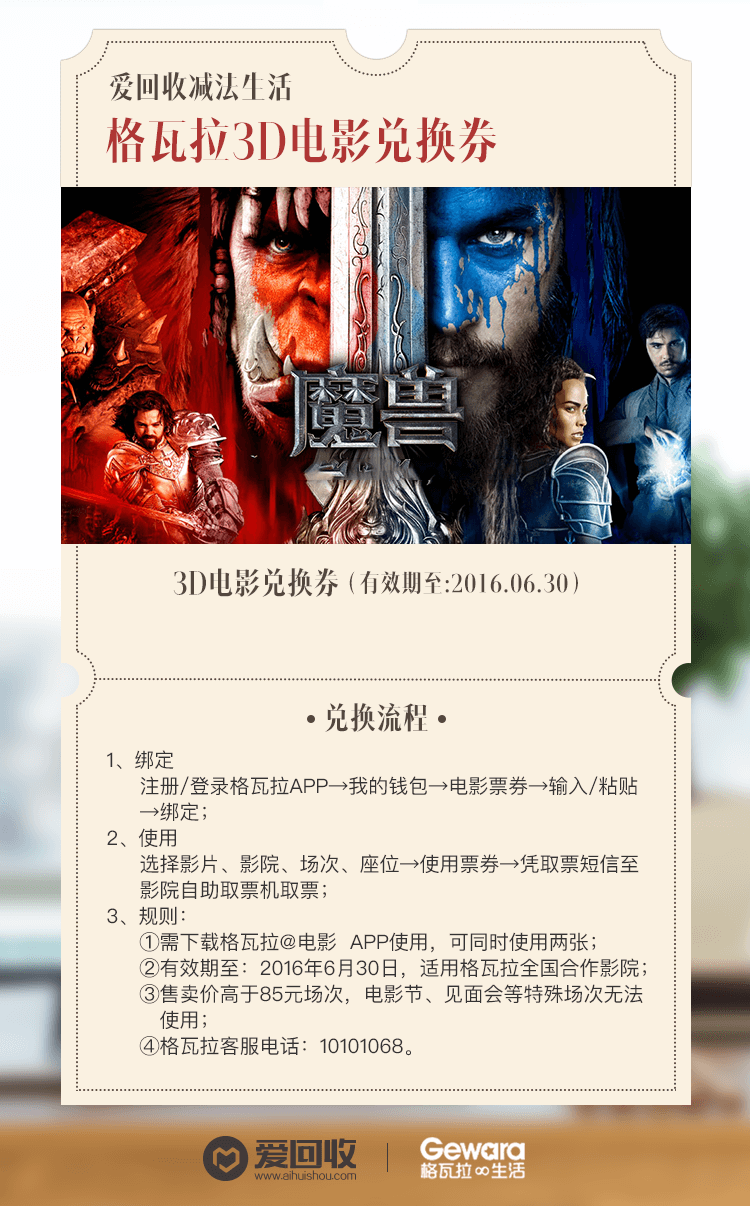 爱回收减法生活
格瓦拉3D电影兑换券
魔兽
3D电影兑换券（有效期至:2016.06.30）
• 兑换流程 •
1、绑定
注册/登录格瓦拉APP→我的钱包→电影票券→输入/粘贴
→绑定；
2、使用
选择影片、影院、场次、座位→使用票券→凭取票短信至
影院自助取票机取票；
3、规则：
①需下载格瓦拉@电影 APP使用，可同时使用两张；
②有效期至：2016年6月30日，适用格瓦拉全国合作影院；
③售卖价高于85元场次，电影节、见面会等特殊场次无法
使用；
④格瓦拉客服电话：10101068。
爱回收
www.aihuishou.com
Gewara
格瓦拉∞生活